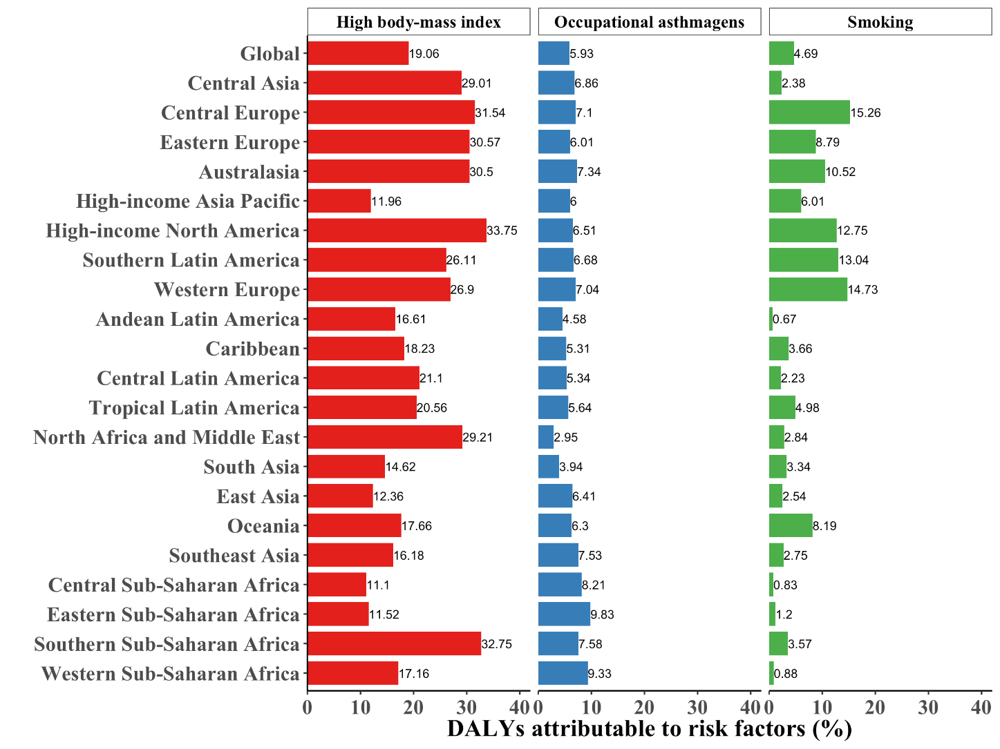 High body-mass index Occupational asthmagens Smoking
Global 19.06 5.93 4.69
Central Asia 29.01 6.86 2.38
Central Europe 31.54 7.1 15.26
Eastern Europe 30.57 6.01 8.79
Australasia 30.5 7.34 10.52
High-income Asia Pacific 11.96 6 6.01
High-income North America 33.75 6.51 12.75
Southern Latin America 26.11 6.68 13.04
Western Europe 26.9 7.04 14.73
Andean Latin America 16.61 4.58 0.67
Caribbean 18.23 5.31 3.66
Central Latin America 21.1 5.34 2.23
Tropical Latin America 20.56 5.64 4.98
North Africa and Middle East 29.21 2.95 2.84
South Asia 14.62 3.94 3.34
East Asia 12.36 6.41 2.54
Oceania 17.66 6.3 8.19
Southeast Asia 16.18 7.53 2.75
Central Sub-Saharan Africa 11.1 8.21 0.83
Eastern Sub-Saharan Africa 11.52 9.83 1.2
Southern Sub-Saharan Africa 32.75 7.58 3.57
Western Sub-Saharan Africa 17.16 9.33 0.88
0 10 20 30 40 0 10 20 30 40 0 10 20 30 40
DALYs attributable to risk factors (%)